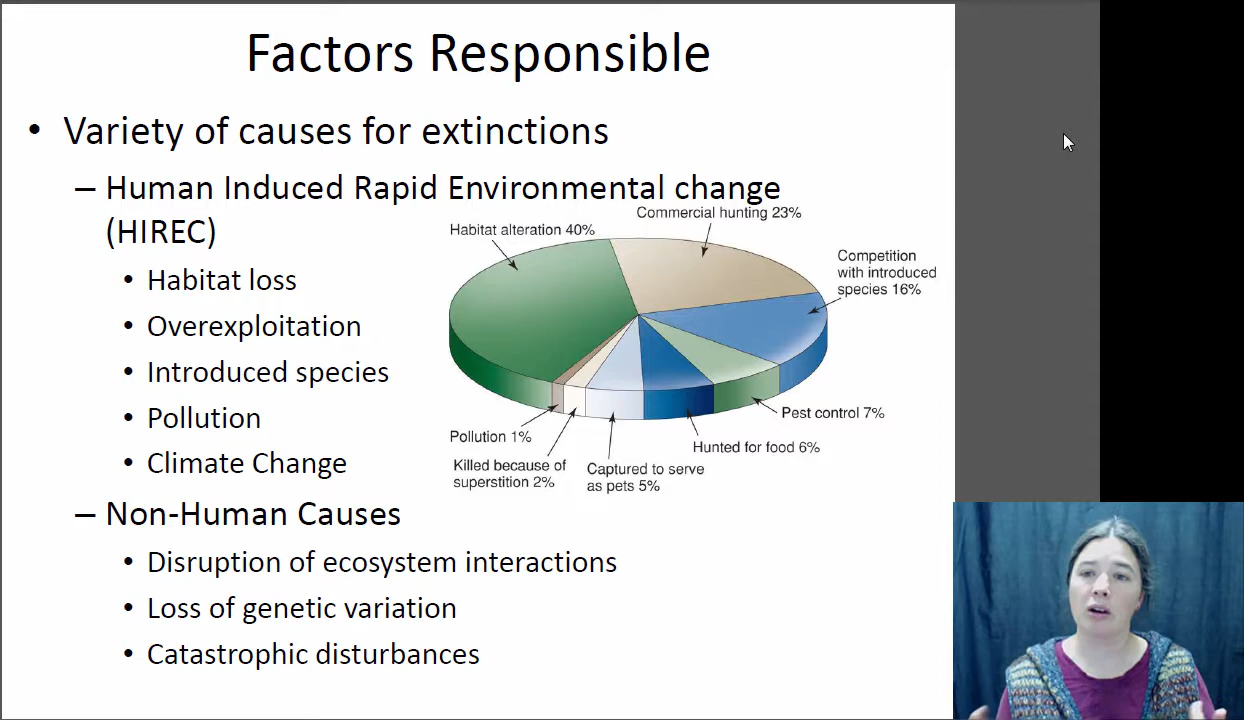 Factors Responsible
• Variety of causes for extinctions
– Human Induced Rapid Environmental change
(HIREC)
• Habitat loss
• Overexploitation
• Introduced species
• Pollution
• Climate Change
Habitat alteration 40%
Commercial hunting 23%
Competition
with introduced
species 16%
Pest control 7%
Hunted for food 6%
Captured to serve
as pets 5%
Killed because of
superstition 2%
Pollution 1%
– Non-Human Causes
• Disruption of ecosystem interactions
• Loss of genetic variation
• Catastrophic disturbances